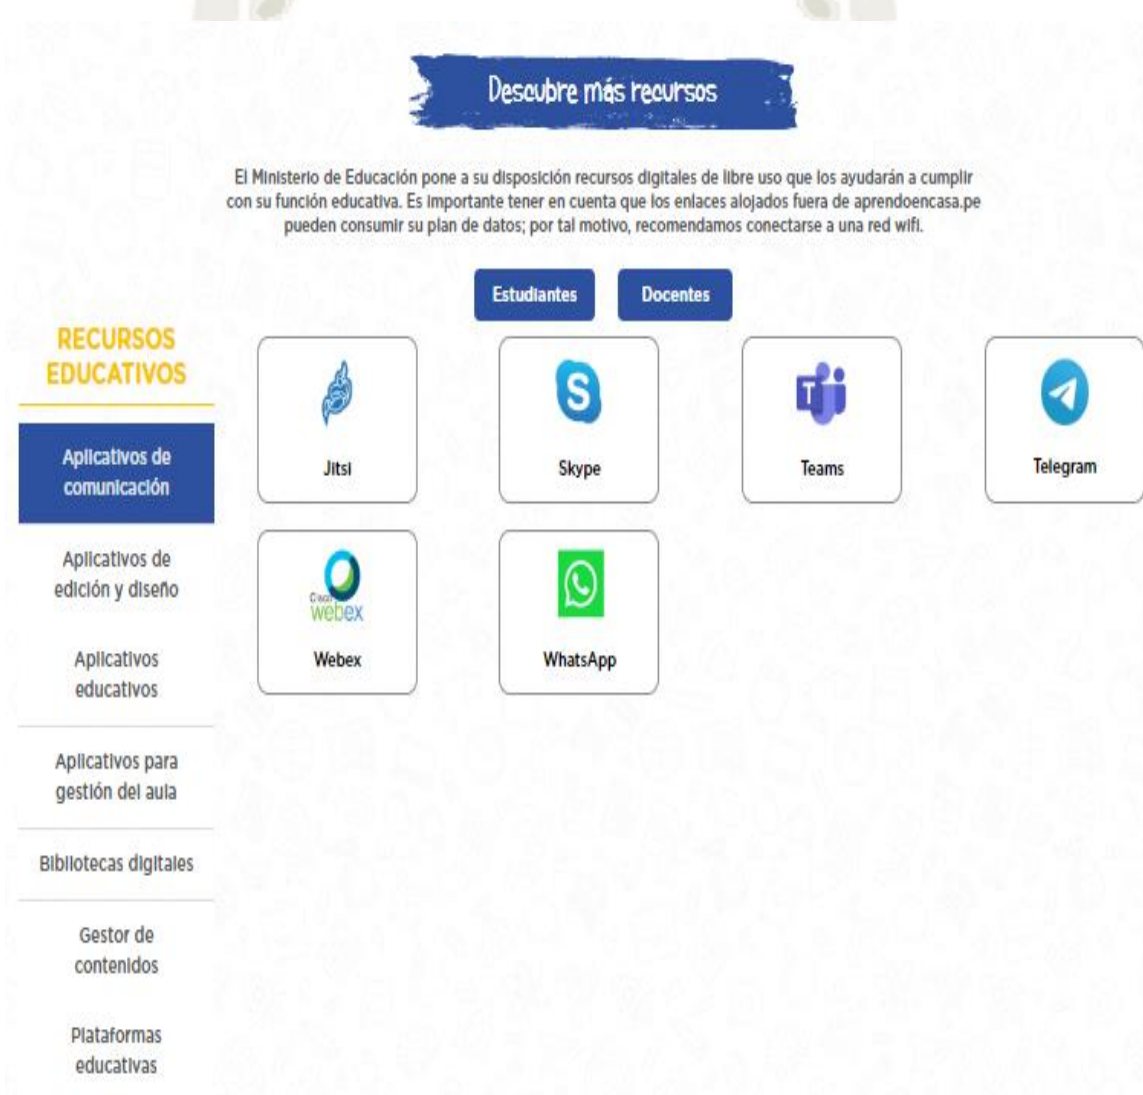 Descubre más recursos
El Ministerio de Educación pone a su disposición recursos digitales de libre uso que los ayudarán a cumplir
con su función educativa. Es importante tener en cuenta que los enlaces alojados fuera de aprendoencasa.pe
pueden consumir su plan de datos; por tal motivo, recomendamos conectarse a una red wifi.
Estudiantes
Docentes
RECURSOS
EDUCATIVOS
Aplicativos de
comunicación
Aplicativos de
edición y diseño
Aplicativos
educativos
Aplicativos para
gestión del aula
Bibliotecas digitales
Gestor de
contenidos
Plataformas
educativas
Jitsi
S
Skype
T
Teams
Telegram
webex
Webex
WhatsApp